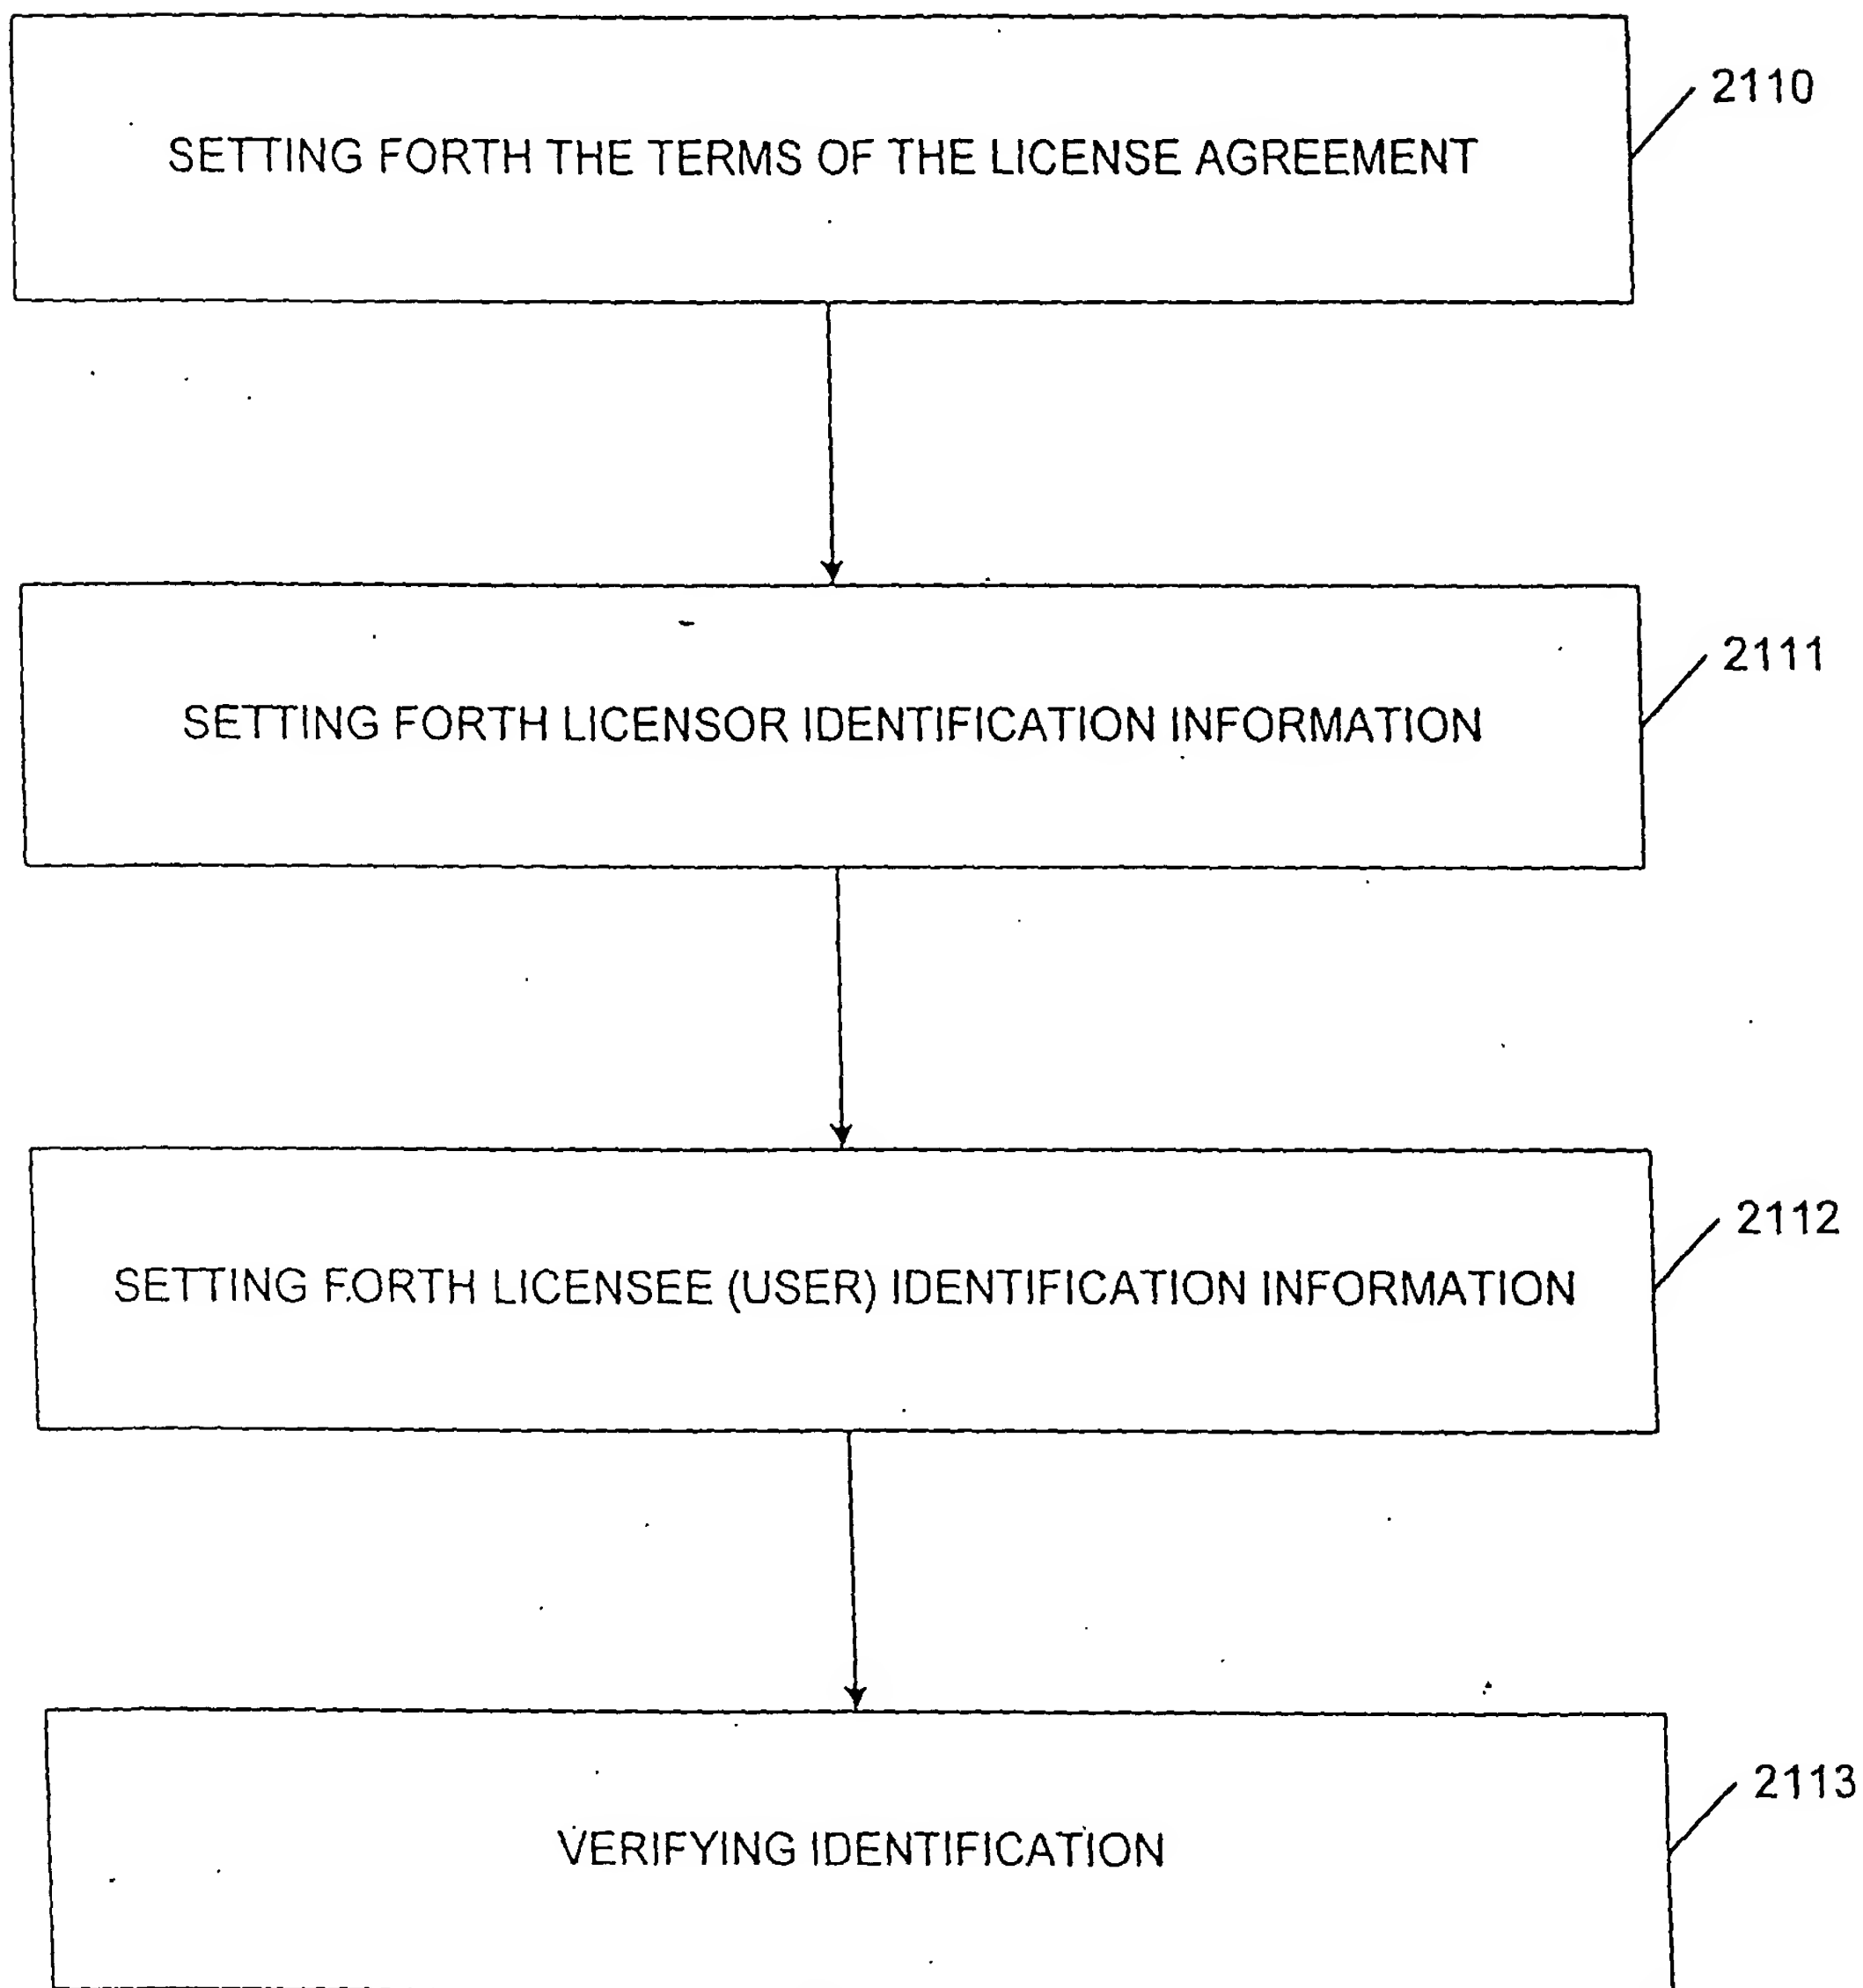 2110
SETTING FORTH THE TERMS OF THE LICENSE AGREEMENT
2111
SETTING FORTH LICENSOR IDENTIFICATION INFORMATION
2112
SETTING FORTH LICENSEE (USER) IDENTIFICATION INFORMATION
2113
VERIFYING IDENTIFICATION